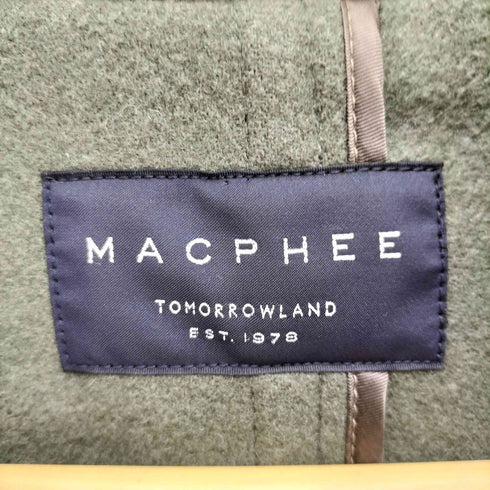 MACPHEE
TOMORROWLAND
EST. 1978